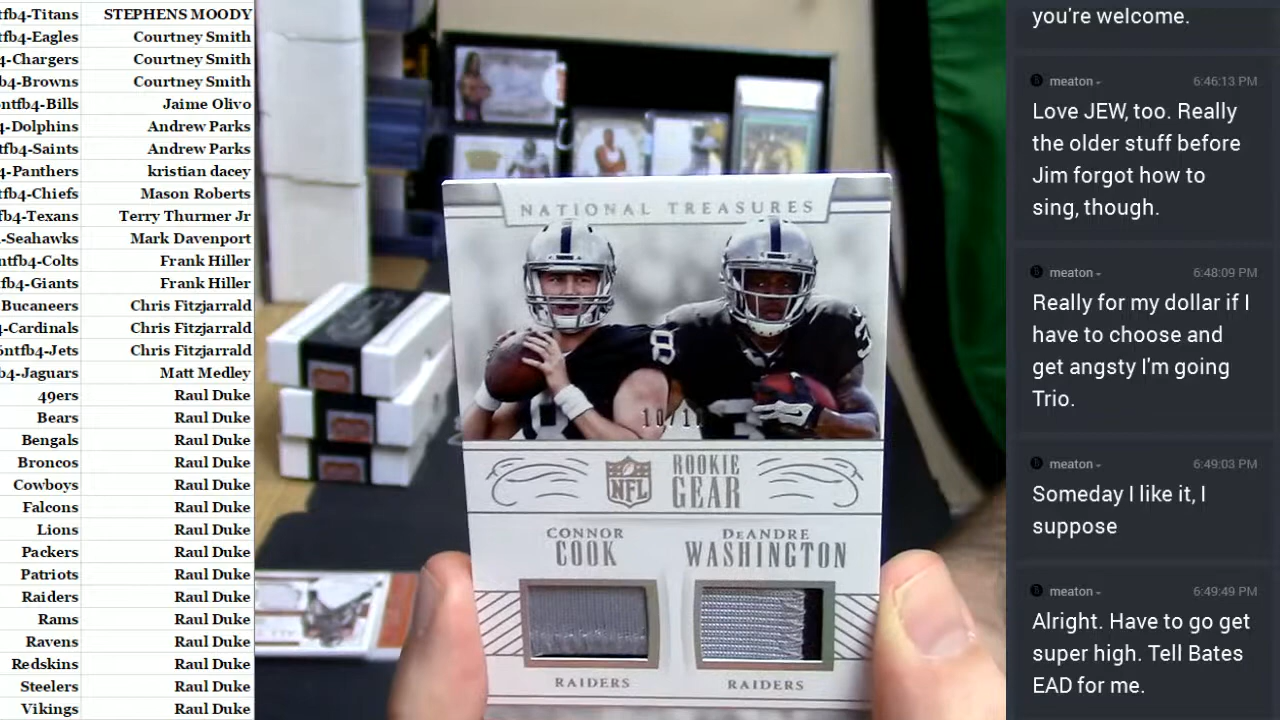 tfb4-Titans STEPHENS MOODY
tfb4-Eagles Courtney Smith
4-Chargers Courtney Smith
b4-Browns Courtney Smith
ntfb4-Bills Jaime Olivo
4-Dolphins Andrew Parks
tfb4-Saints Andrew Parks
4-Panthers kristian dacey
tfb4-Chiefs Mason Roberts
fb4-Texans Terry Thurmer Jr
-Seahawks Mark Davenport
ntfb4-Colts Frank Hiller
tfb4-Giants Frank Hiller
Bucaneers Chris Fitzjarrald
4-Cardinals Chris Fitzjarrald
ntfb4-Jets Chris Fitzjarrald
b4-Jaguars Matt Medley
49ers Raul Duke
Bears Raul Duke
Bengals Raul Duke
Broncos Raul Duke
Cowboys Raul Duke
Falcons Raul Duke
Lions Raul Duke
Packers Raul Duke
Patriots Raul Duke
Raiders Raul Duke
Rams Raul Duke
Ravens Raul Duke
Redskins Raul Duke
Steelers Raul Duke
Vikings Raul Duke
NATIONAL TREASURES
8
8 3
NFL
ROOKIE
GEAR
CONNOR
COOK
DEANDRE
WASHINGTON
RAIDERS
RAIDERS
you're welcome.
meaton 6:46:13 PM
Love JEW, too. Really
the older stuff before
Jim forgot how to
sing, though.
meaton 6:48:09 PM
Really for my dollar if I
have to choose and
get angsty I'm going
Trio.
meaton 6:49:03 PM
Someday I like it, I
suppose
meaton 6:49:49 PM
Alright. Have to go get
super high. Tell Bates
EAD for me.